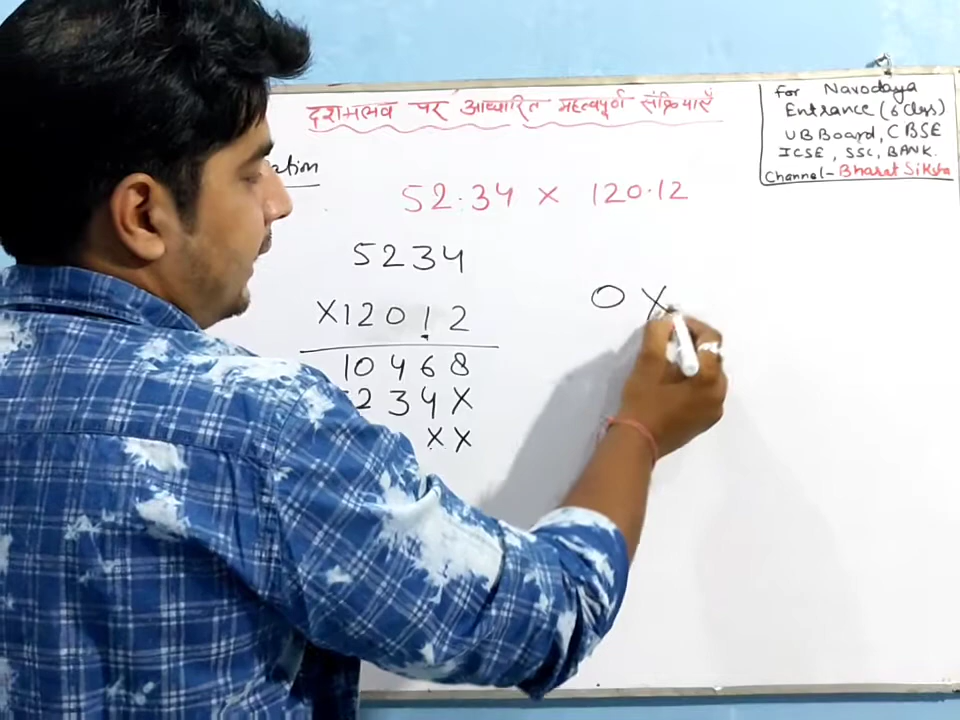 दशमलव पर आधारित महत्वपूर्ण संक्रियाएँ
For Navodaya
Entrance (6 class)
UB Board, CBSE
ICSE, SSC, BANK.
Channel- Bharat Siksha
52.34 × 120.12
5234
×12012
10468
234×
××
0 ×